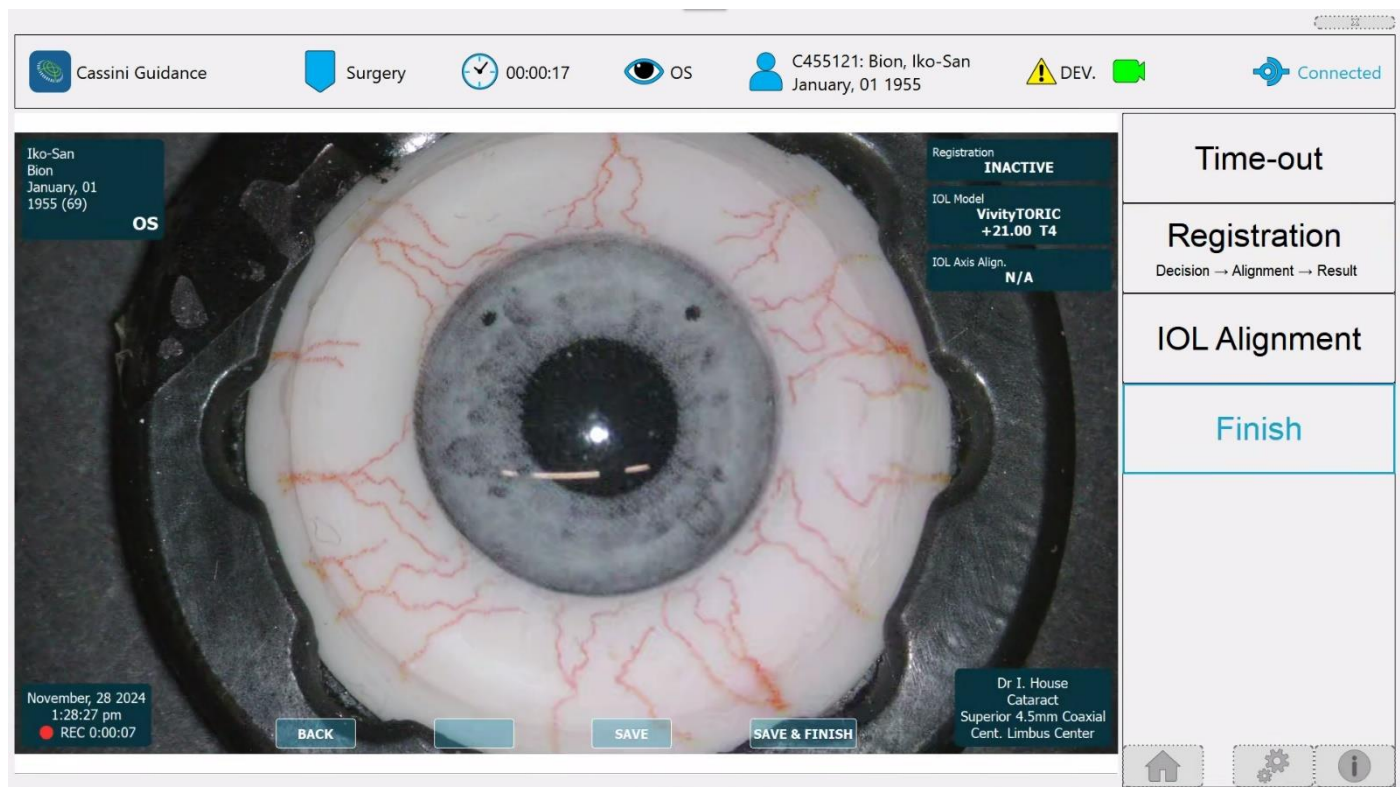 Cassini Guidance
Surgery
00:00:17
OS
C455121: Bion, Iko-San
January, 01 1955
DEV.
Connected
Iko-San
Bion
January, 01
1955 (69)
OS
Registration
INACTIVE
IOL Model
VivityTORIC
+21.00 T4
IOL Axis Align.
N/A
Time-out
Registration
Decision → Alignment → Result
IOL Alignment
Finish
November, 28 2024
1:28:27 pm
REC 0:00:07
BACK
SAVE
SAVE & FINISH
Dr I. House
Cataract
Superior 4.5mm Coaxial
Cent. Limbus Center